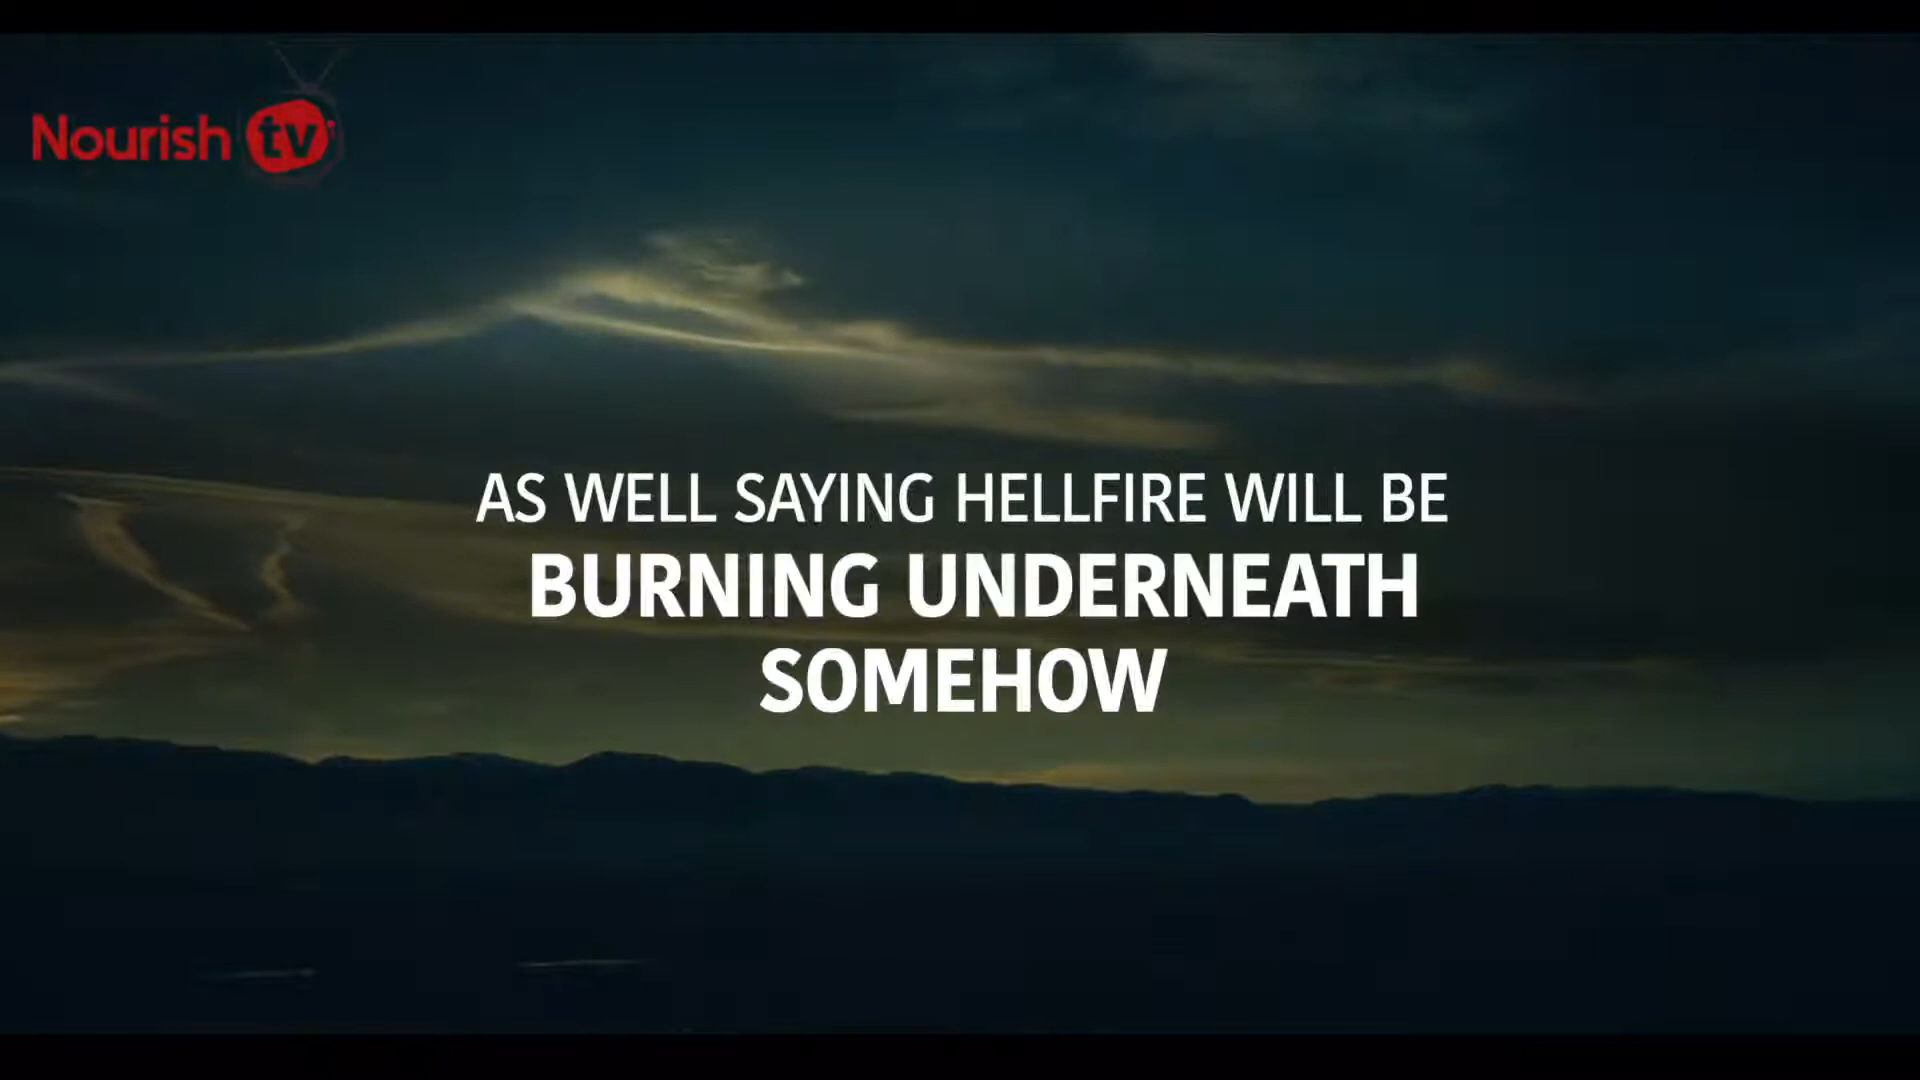 Nourish tv
AS WELL SAYING HELLFIRE WILL BE
BURNING UNDERNEATH
SOMEHOW